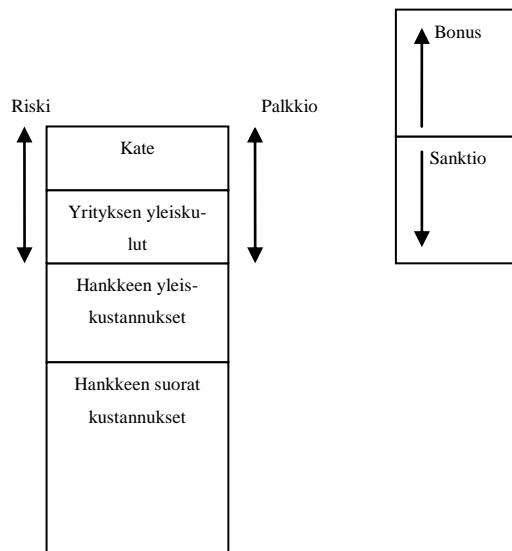 Bonus
Riski
Palkkio
Kate
Sanktio
Yrityksen yleisku-
lut
Hankkeen yleis-
kustannukset
Hankkeen suorat
kustannukset